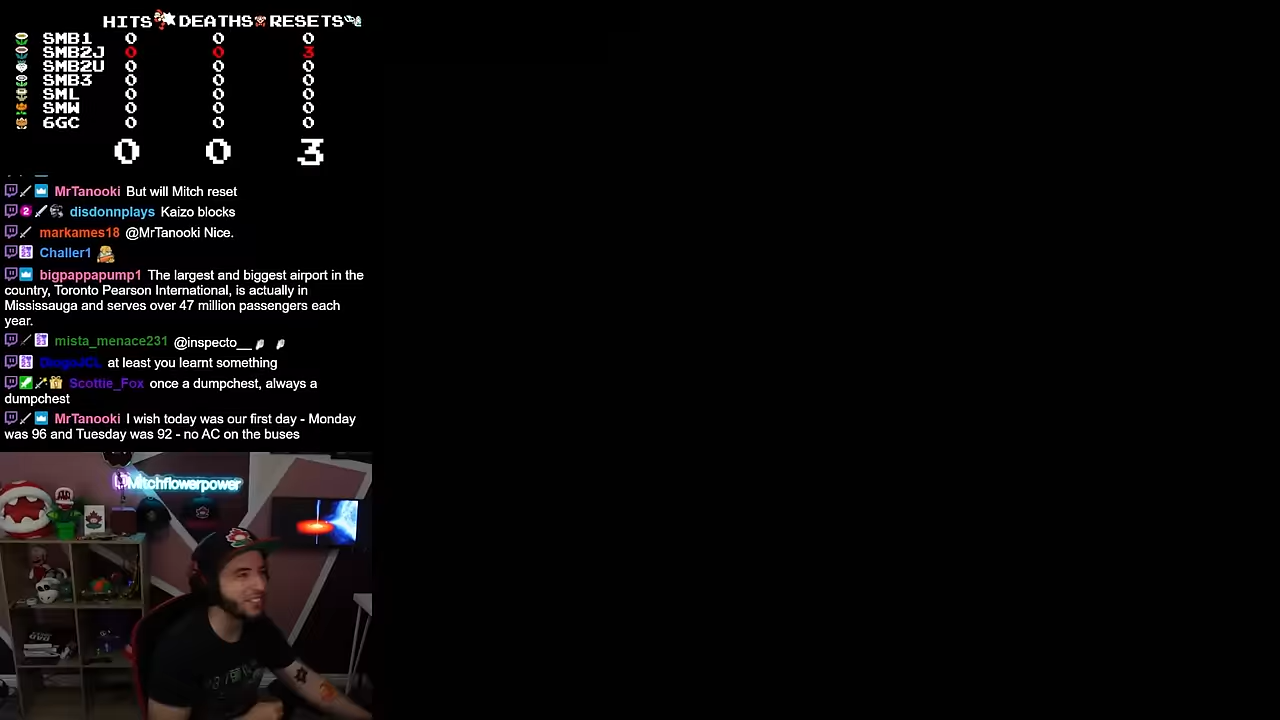 HITS DEATHS RESETS
SMB1 0 0 0
SMB2J 0 0 3
SMB2U 0 0 0
SMB3 0 0 0
SML 0 0 0
SMW 0 0 0
6GC 0 0 0
0 0 3
MrTanooki But will Mitch reset
2 disdonnplays Kaizo blocks
markames18 @MrTanooki Nice.
Challer1
bigpappapump1 The largest and biggest airport in the
country, Toronto Pearson International, is actually in
Mississauga and serves over 47 million passengers each
year.
mista_menace231 @inspecto__
DiogoJCL at least you learnt something
Scottie_Fox once a dumpchest, always a
dumpchest
MrTanooki I wish today was our first day - Monday
was 96 and Tuesday was 92 - no AC on the buses
Mitchflowerpower